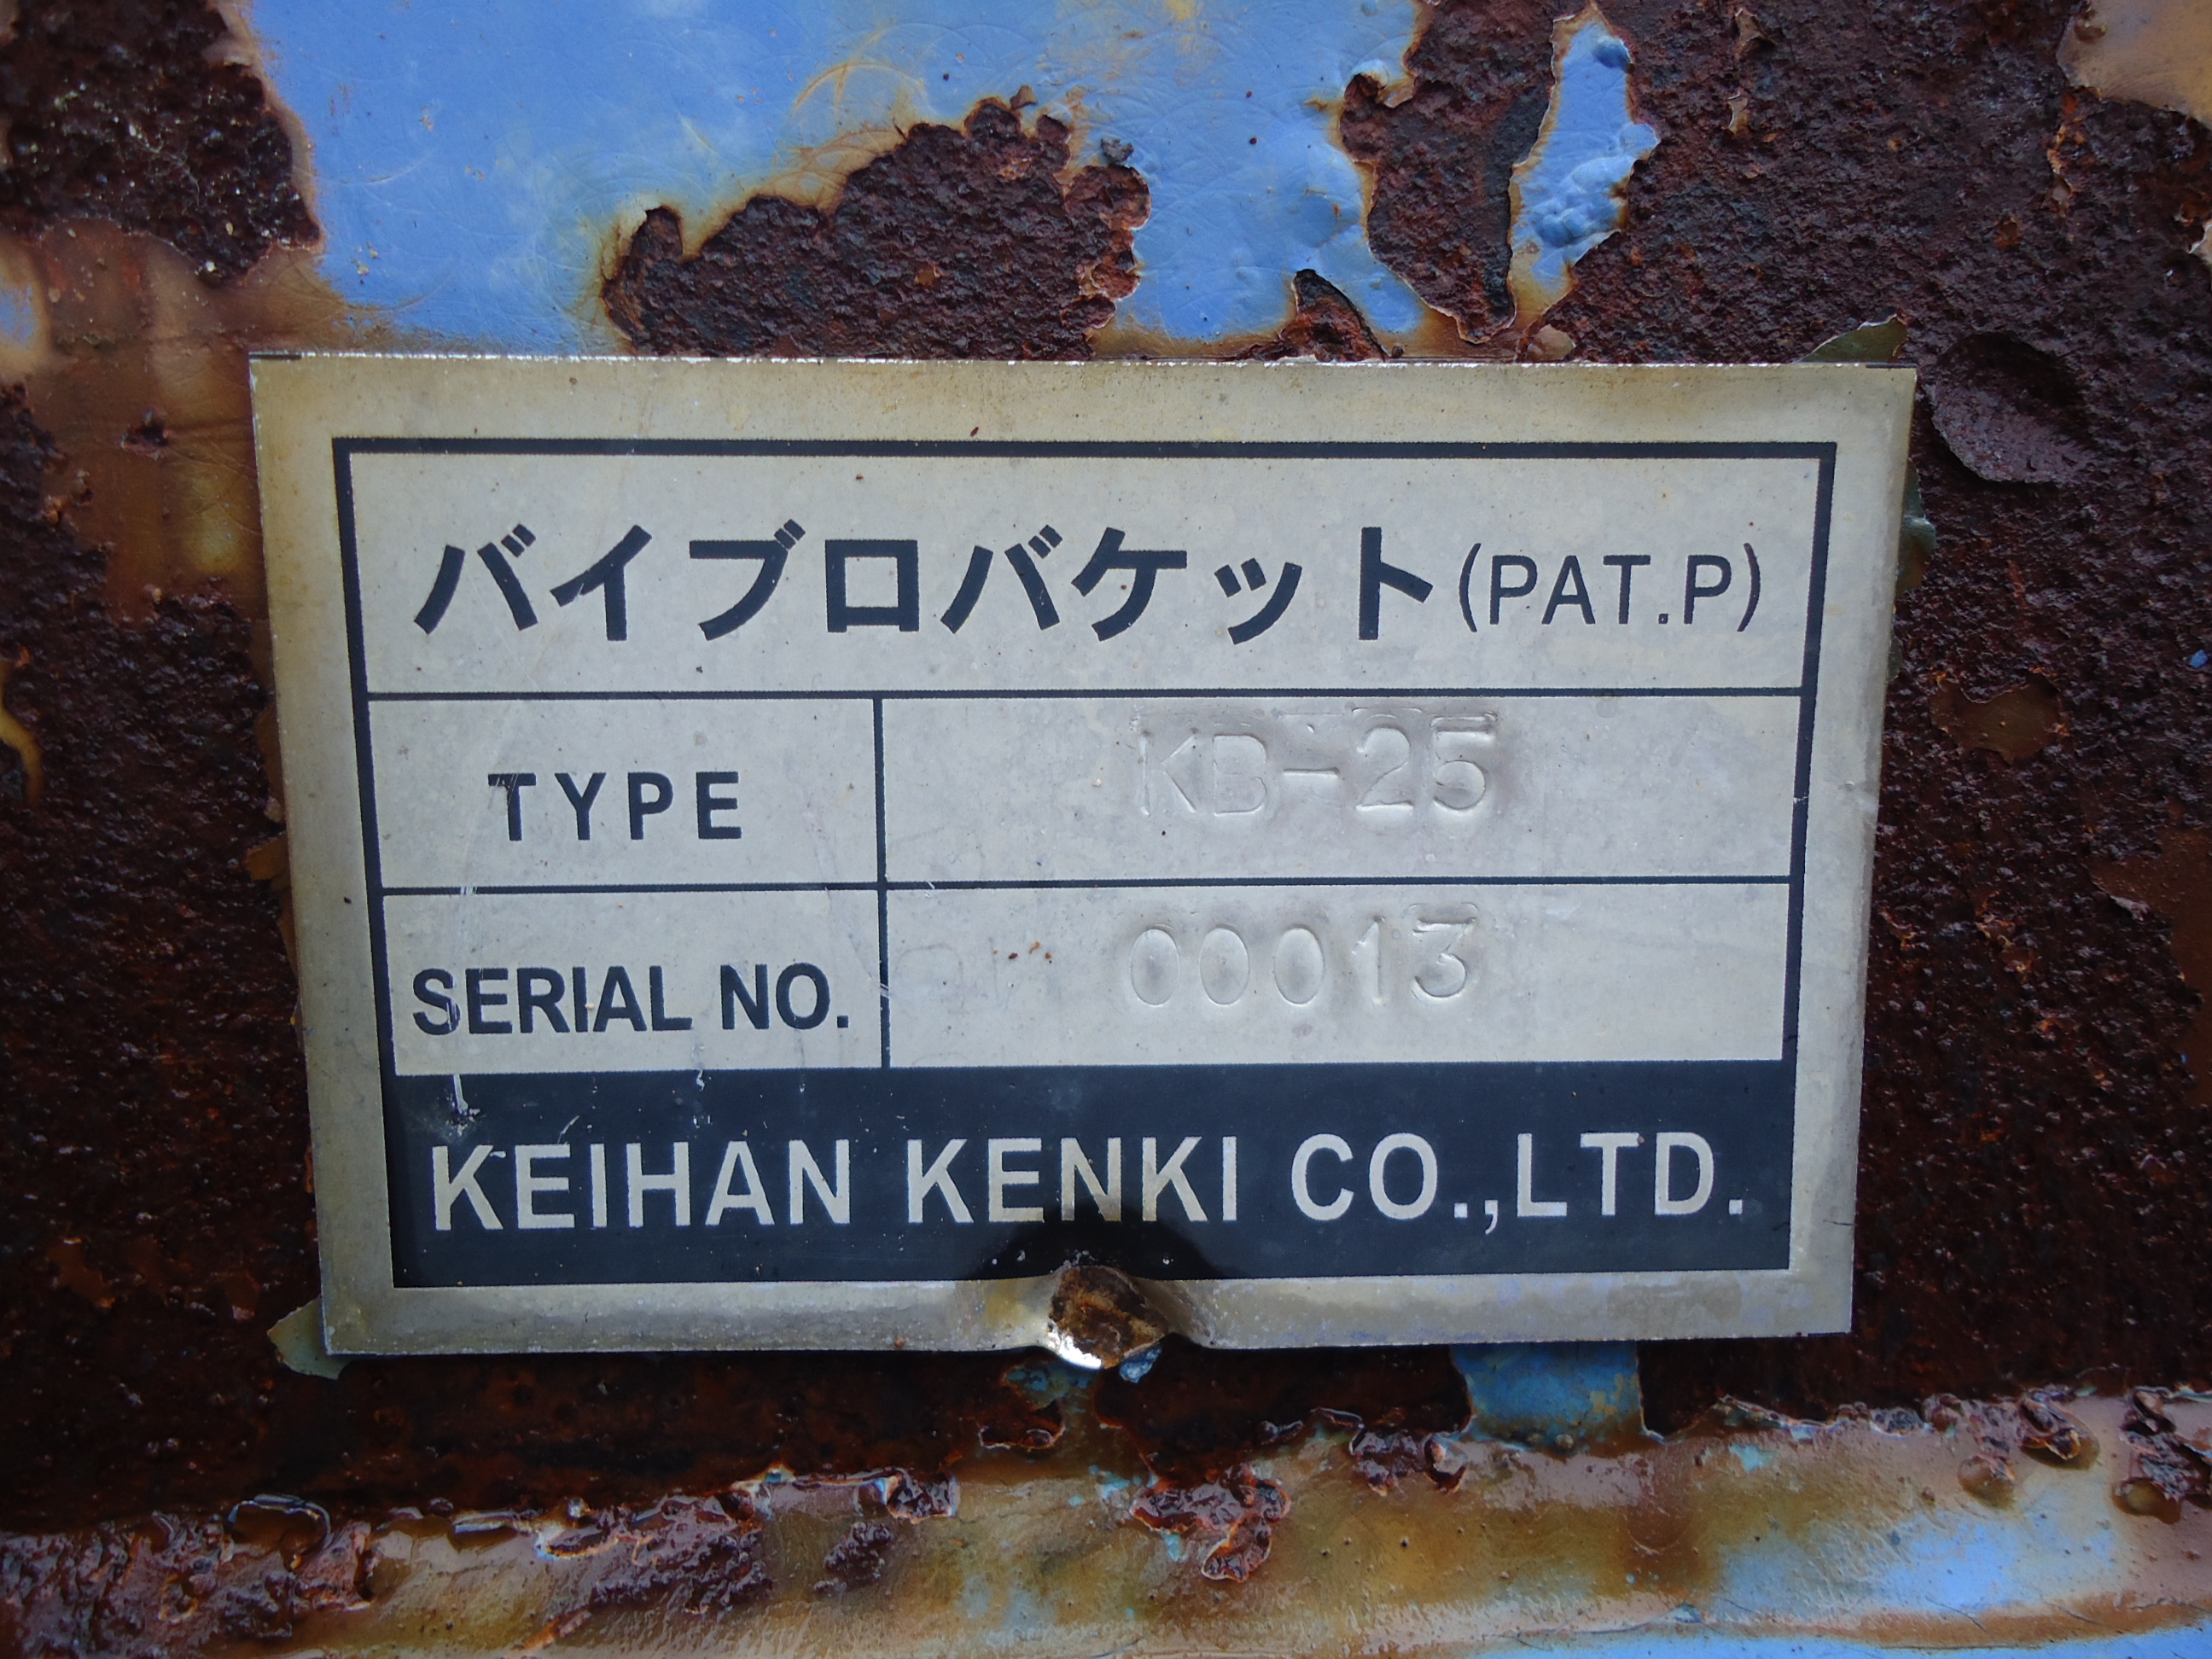 バイブロバケット(PAT.P)
TYPE KB-25
SERIAL NO. 00013
KEIHAN KENKI CO.,LTD.